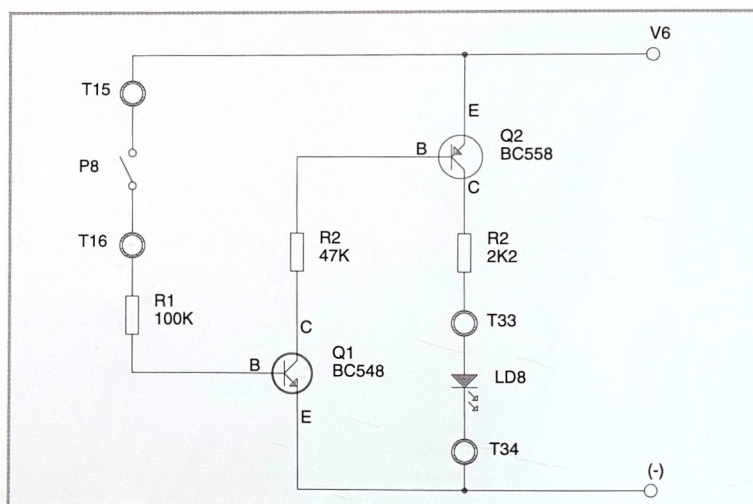 V6
T15
E
Q2
BC558
B
P8
C
T16
R2
47K
R2
2K2
R1
100K
T33
C
Q1
BC548
B
LD8
E
T34
(-)